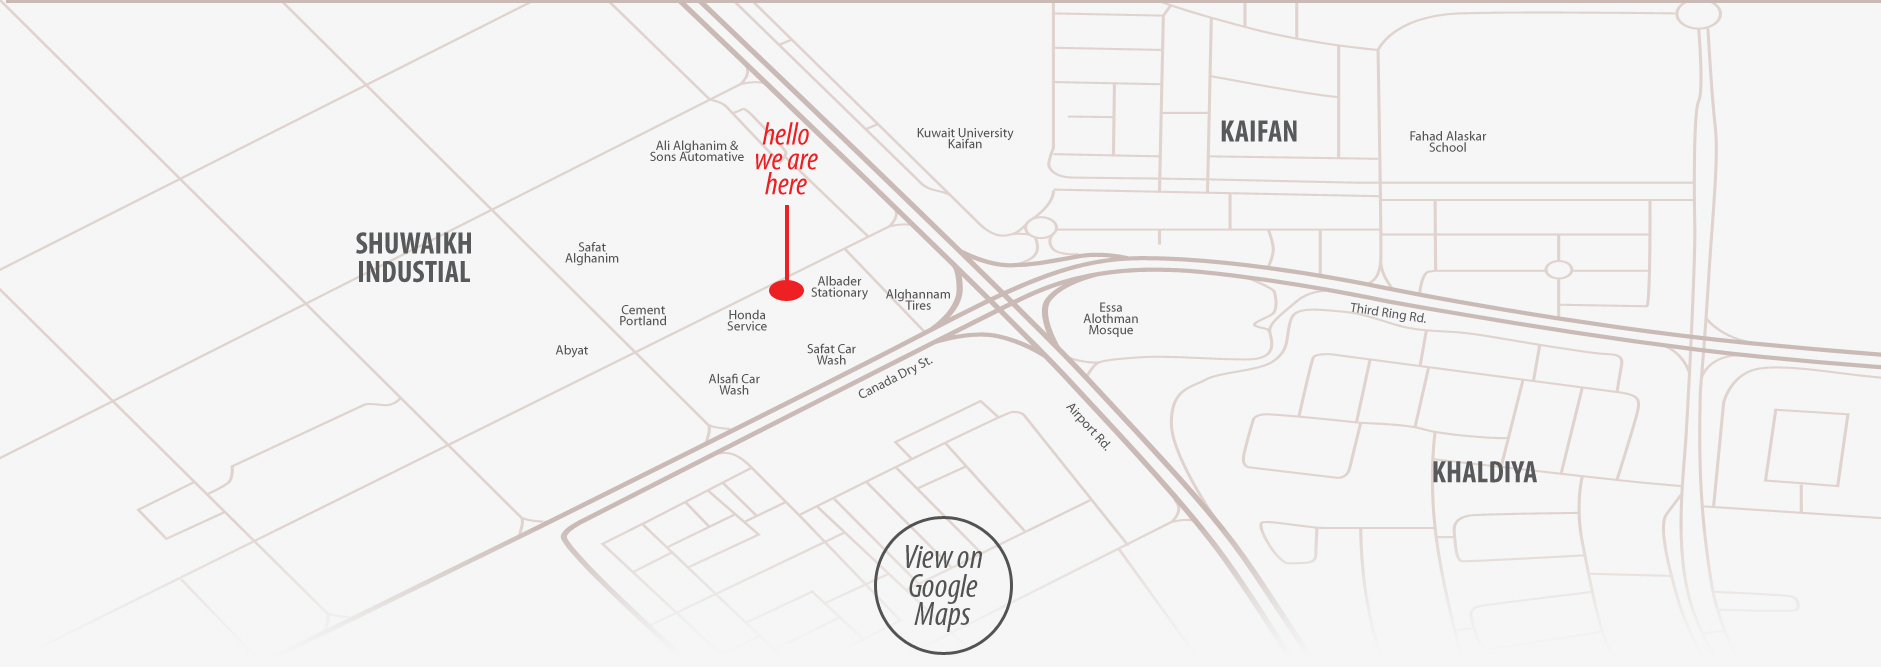 KAIFAN
Kuwait University
Kaifan
Fahad Alaskar
School
Ali Alghanim &
Sons Automative
hello
we are
here
SHUWAIKH
INDUSTIAL
Safat
Alghanim
Albader
Stationary
Alghannam
Tires
Cement
Portland
Honda
Service
Essa
Alothman
Mosque
Third Ring Rd.
Abyat
Safat Car
Wash
Alsafi Car
Wash
Canada Dry St.
Airport Rd.
KHALDIYA
View on
Google
Maps